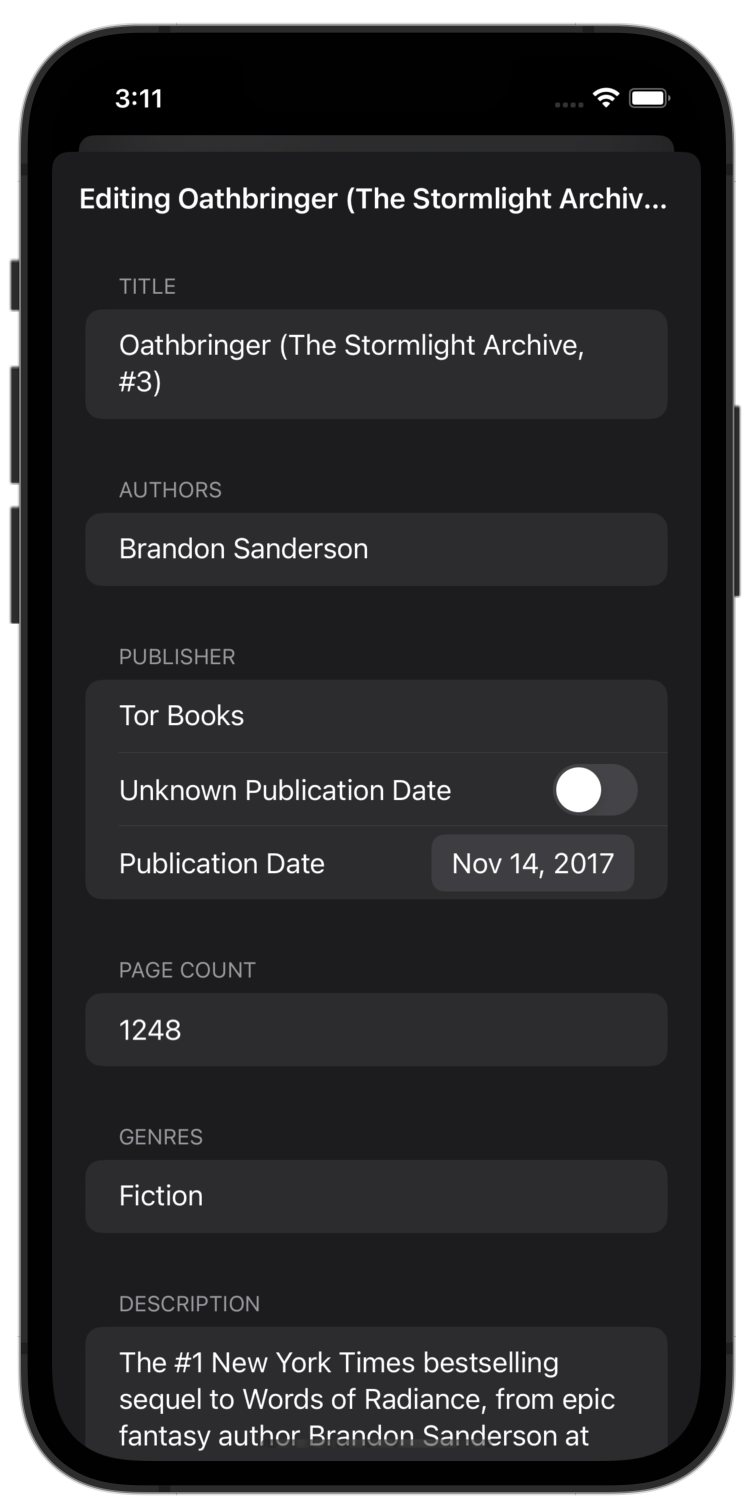 3:11
Editing Oathbringer (The Stormlight Archiv...
TITLE
Oathbringer (The Stormlight Archive,
#3)
AUTHORS
Brandon Sanderson
PUBLISHER
Tor Books
Unknown Publication Date
Publication Date
Nov 14, 2017
PAGE COUNT
1248
GENRES
Fiction
DESCRIPTION
The #1 New York Times bestselling
sequel to Words of Radiance, from epic
fantasy author Brandon Sanderson at